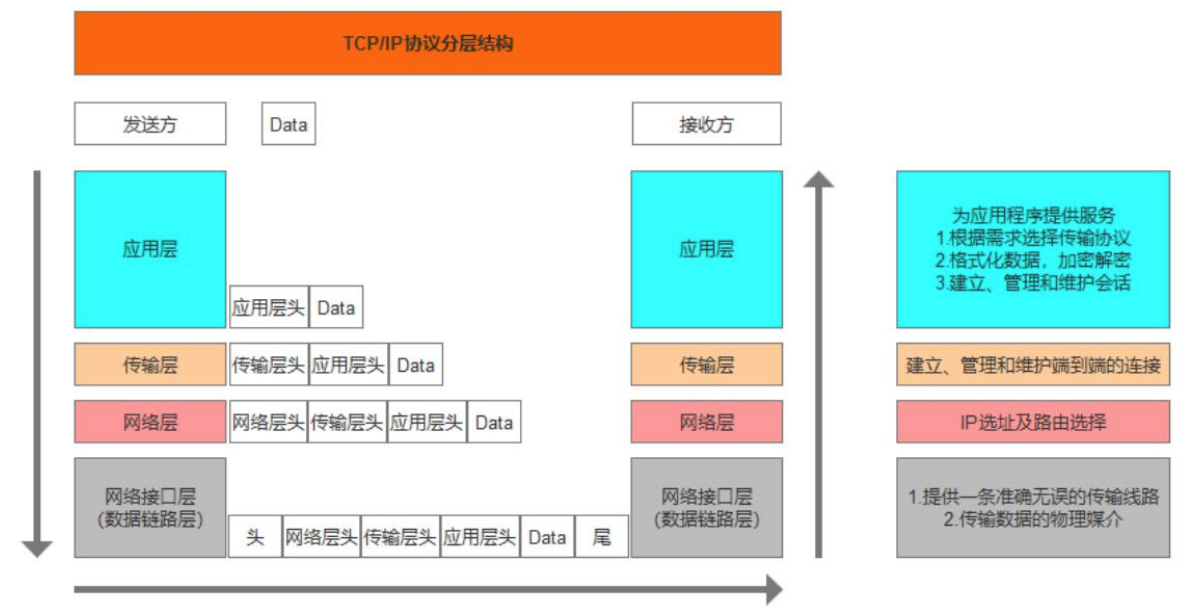 TCP/IP协议分层结构
发送方
Data
接收方
应用层
应用层头 Data
应用层
为应用程序提供服务
1.根据需求选择传输协议
2.格式化数据，加密解密
3.建立、管理和维护会话
传输层
传输层头 应用层头 Data
传输层
建立、管理和维护端到端的连接
网络层
网络层头 传输层头 应用层头 Data
网络层
IP选址及路由选择
网络接口层
(数据链路层)
头 网络层头 传输层头 应用层头 Data 尾
网络接口层
(数据链路层)
1.提供一条准确无误的传输线路
2.传输数据的物理媒介